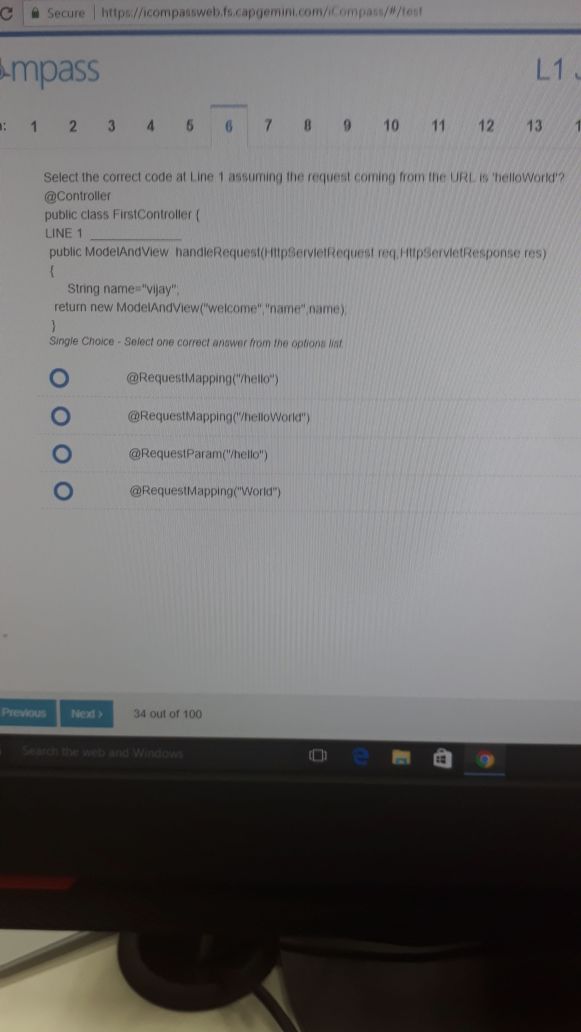 Secure | https://icompassweb.fs.capgemini.com/iCompass/#/test
mpass
L1
1 2 3 4 5 6 7 8 9 10 11 12 13 1
Select the correct code at Line 1 assuming the request coming from the URL is 'helloWorld'?
@Controller
public class FirstController {
LINE 1 ______________
public ModelAndView handleRequest(HttpServletRequest req,HttpServletResponse res)
{
String name="vijay";
return new ModelAndView("welcome","name",name);
}
Single Choice - Select one correct answer from the options list.
@RequestMapping("/hello")
@RequestMapping("/helloWorld")
@RequestParam("/hello")
@RequestMapping("World")
Previous Next > 34 out of 100
Search the web and Windows